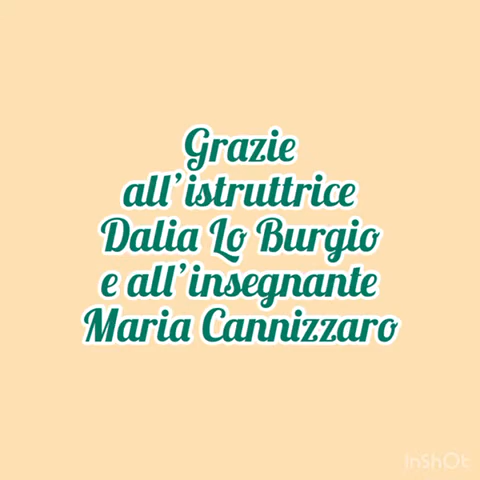 Grazie
all'istruttrice
Dalia Lo Burgio
e all'insegnante
Maria Cannizzaro
InShOt